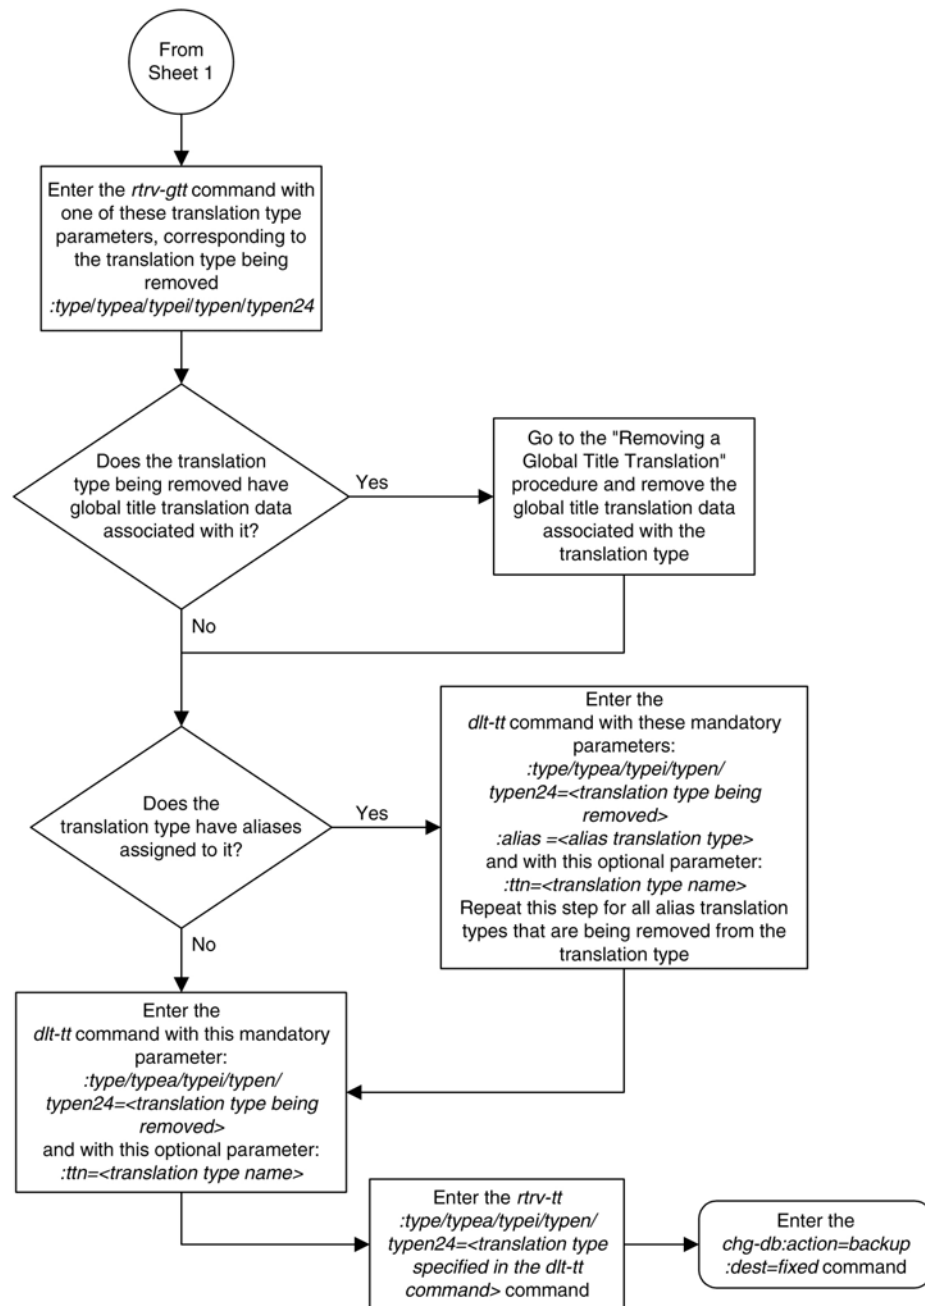 From
Sheet 1
Enter the rtrv-gtt command with
one of these translation type
parameters, corresponding to
the translation type being
removed
:type/typea/typei/typen/typen24
Does the translation
type being removed have
global title translation data
associated with it?
Yes
Go to the "Removing a
Global Title Translation"
procedure and remove the
global title translation data
associated with the
translation type
No
Does the
translation type have aliases
assigned to it?
Yes
Enter the
dlt-tt command with these mandatory
parameters:
:type/typea/typei/typen/
typen24=<translation type being
removed>
:alias =<alias translation type>
and with this optional parameter:
:ttn=<translation type name>
Repeat this step for all alias translation
types that are being removed from the
translation type
No
Enter the
dlt-tt command with this mandatory
parameter:
:type/typea/typei/typen/
typen24=<translation type being
removed>
and with this optional parameter:
:ttn=<translation type name>
Enter the rtrv-tt
:type/typea/typei/typen/
typen24=<translation type
specified in the dlt-tt
command> command
Enter the
chg-db:action=backup
:dest=fixed command